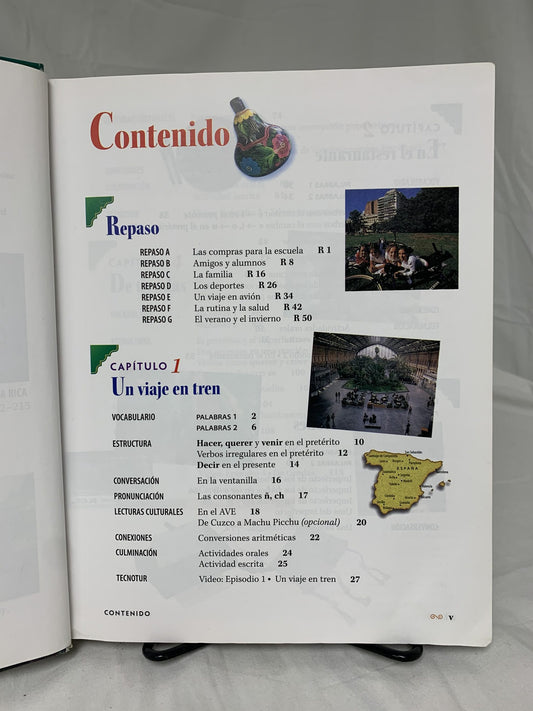 Contenido
Repaso
REPASO A Las compras para la escuela R 1
REPASO B Amigos y alumnos R 8
REPASO C La familia R 16
REPASO D Los deportes R 26
REPASO E Un viaje en avión R 34
REPASO F La rutina y la salud R 42
REPASO G El verano y el invierno R 50
CAPÍTULO 1
Un viaje en tren
VOCABULARIO PALABRAS 1 2
PALABRAS 2 6
ESTRUCTURA Hacer, querer y venir en el pretérito 10
Verbos irregulares en el pretérito 12
Decir en el presente 14
CONVERSACIÓN En la ventanilla 16
PRONUNCIACIÓN Las consonantes ñ, ch 17
LECTURAS CULTURALES En el AVE 18
De Cuzco a Machu Picchu (opcional) 20
CONEXIONES Conversiones aritméticas 22
CULMINACIÓN Actividades orales 24
Actividad escrita 25
TECNOTUR Video: Episodio 1 • Un viaje en tren 27
ESPAÑA
CONTENIDO
V